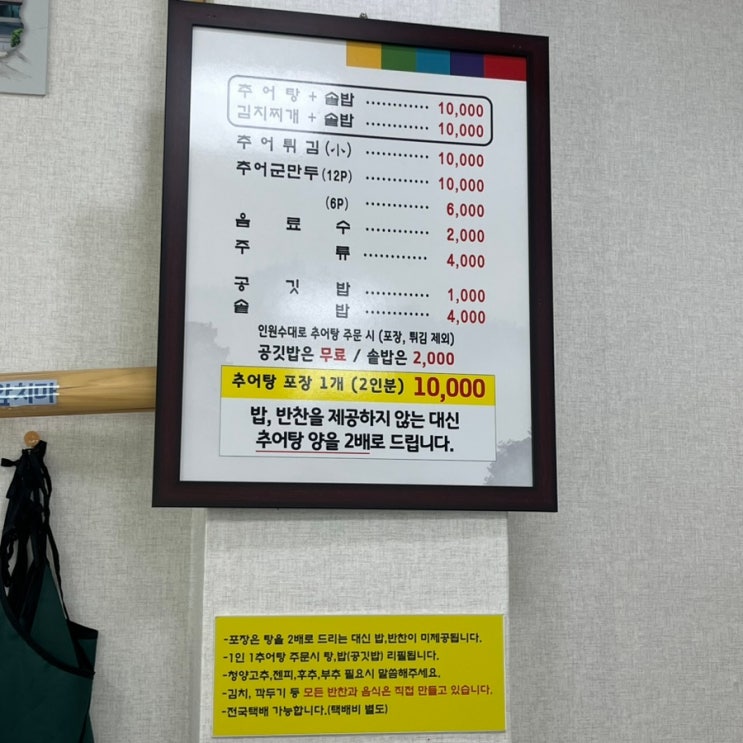 추어탕 + 솥밥 ············ 10,000
김치찌개 + 솥밥 ············ 10,000
추어튀김(小) ············ 10,000
추어군만두(12P) ············ 10,000
(6P) ············ 6,000
음료수 ············ 2,000
주류 ············ 4,000
공깃밥 ············ 1,000
솥밥 ············ 4,000
인원수대로 추어탕 주문 시 (포장, 튀김 제외)
공깃밥은 무료 / 솥밥은 2,000
추어탕 포장 1개 (2인분) 10,000
밥, 반찬을 제공하지 않는 대신
추어탕 양을 2배로 드립니다.
-포장은 탕을 2배로 드리는 대신 밥,반찬이 미제공됩니다.
-1인 1추어탕 주문시 탕,밥(공깃밥) 리필됩니다.
-청양고추,젠피,후추,부추 필요시 말씀해주세요.
-김치, 깍두기 등 모든 반찬과 음식은 직접 만들고 있습니다.
-전국택배 가능합니다.(택배비 별도)